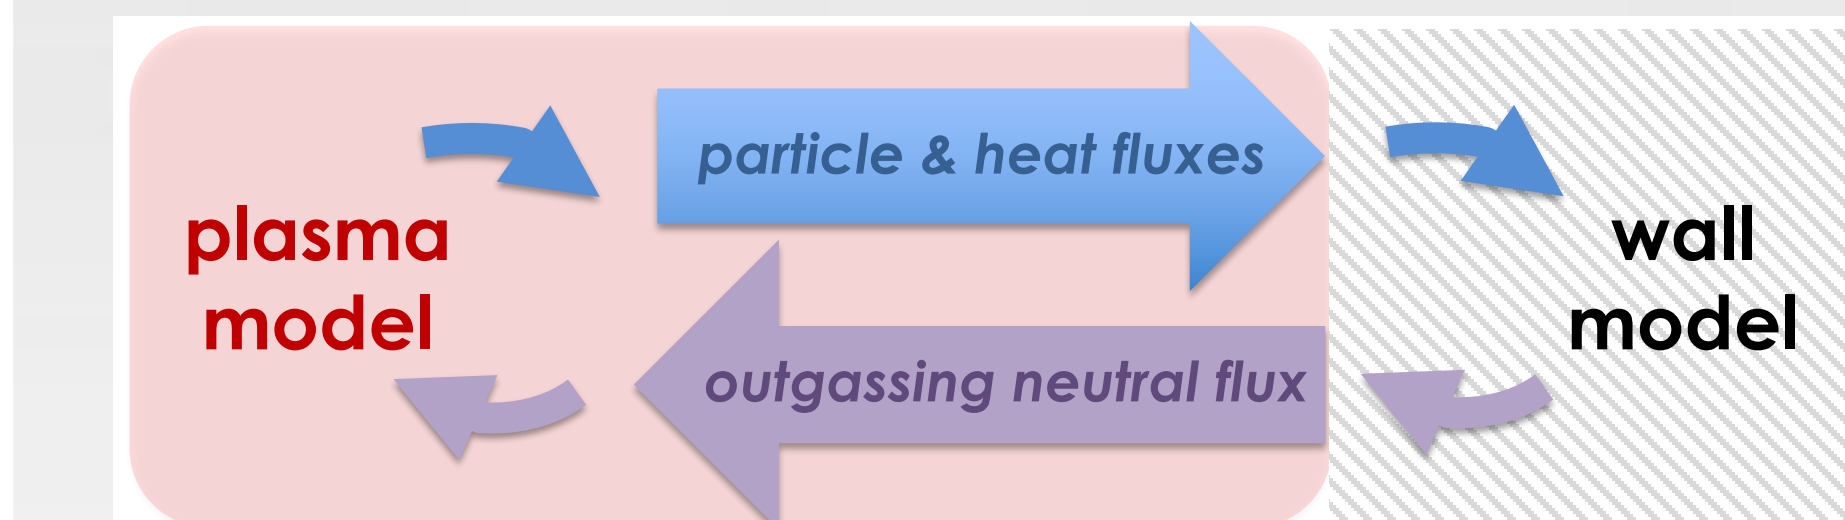 particle & heat fluxes
plasma
model
wall
model
outgassing neutral flux